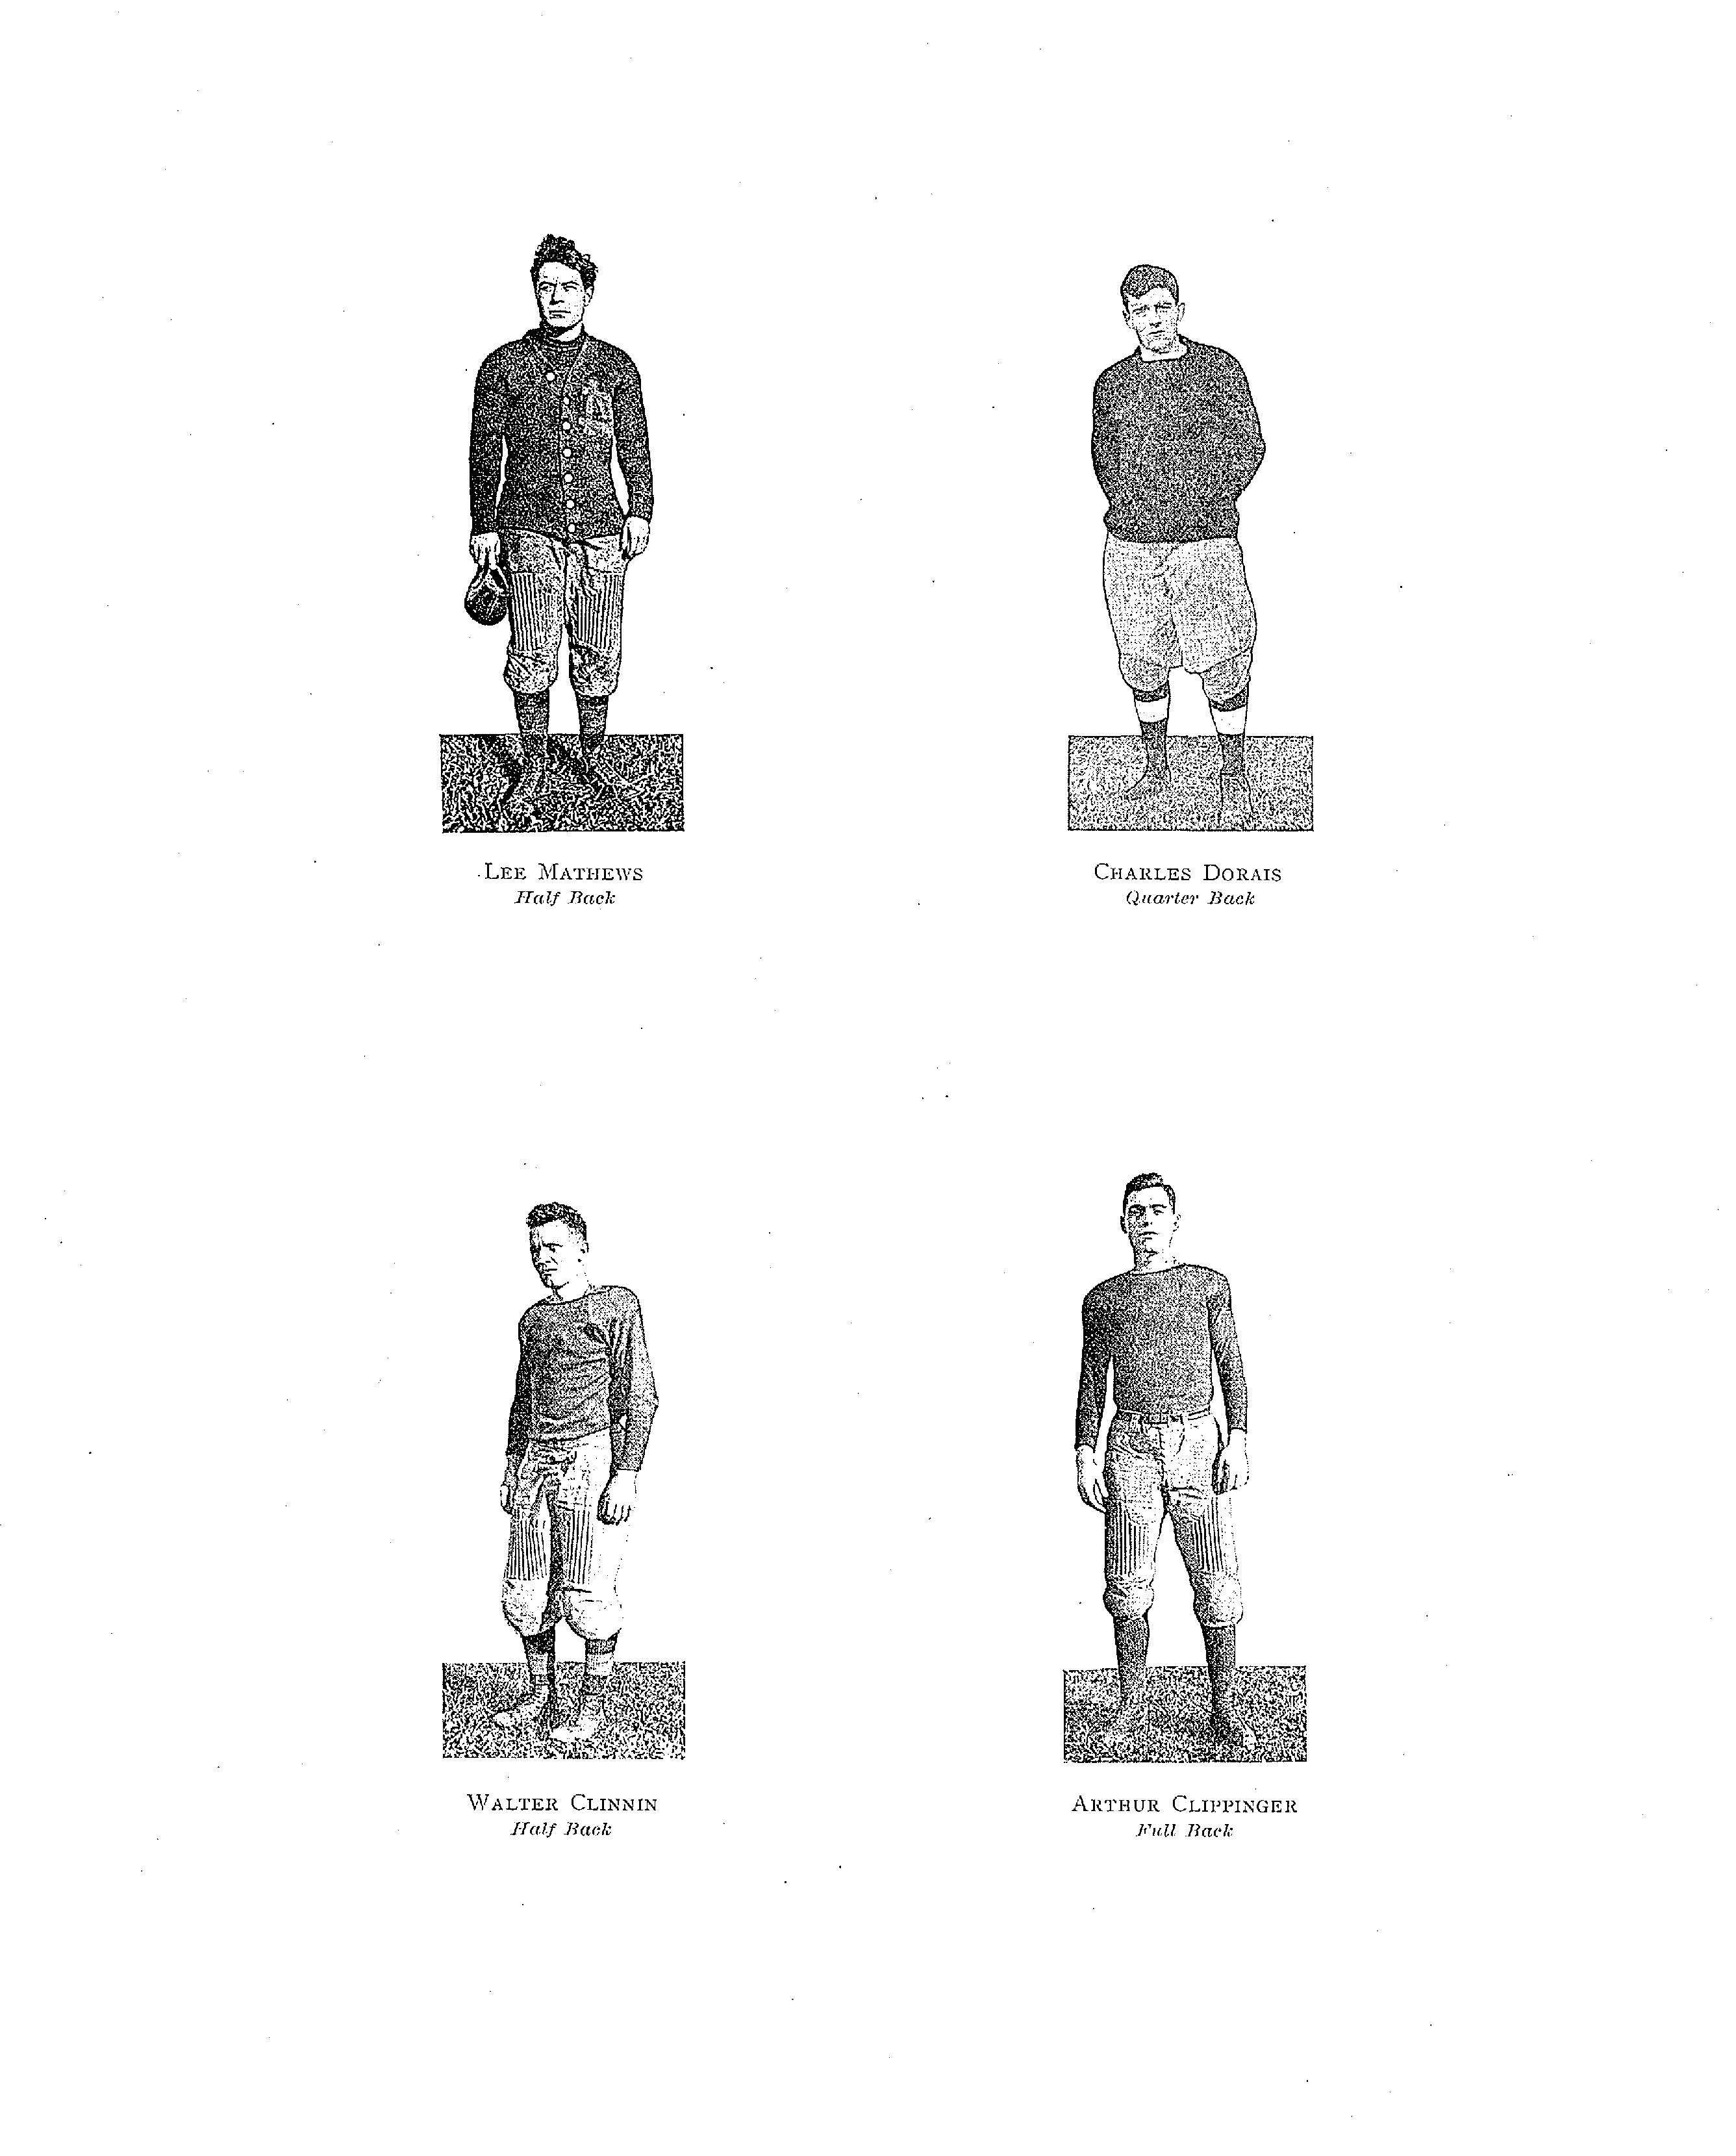 Lee Mathews
Half Back
Charles Dorais
Quarter Back
Walter Clinnin
Half Back
Arthur Clippinger
Full Back